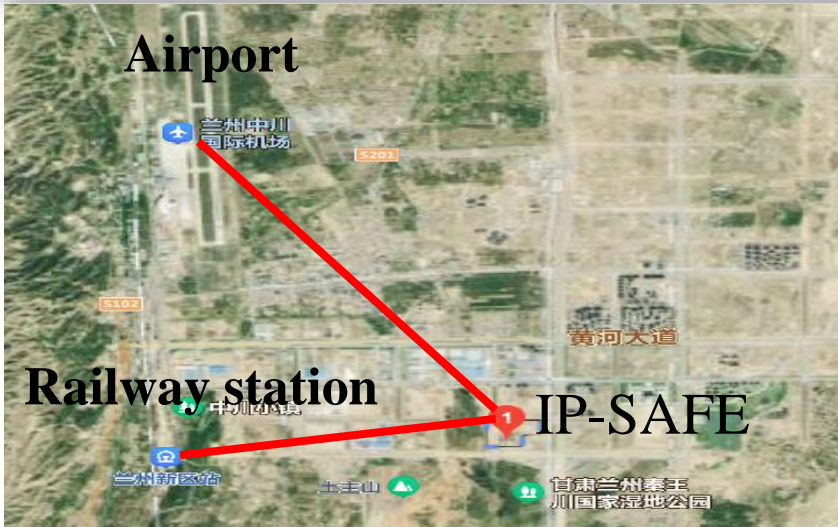 Airport
兰州中川
国际机场
S201
S102
黄河大道
Railway station
中川小镇
1
IP-SAFE
兰州新区站
土主山
甘肃兰州秦王
川国家湿地公园